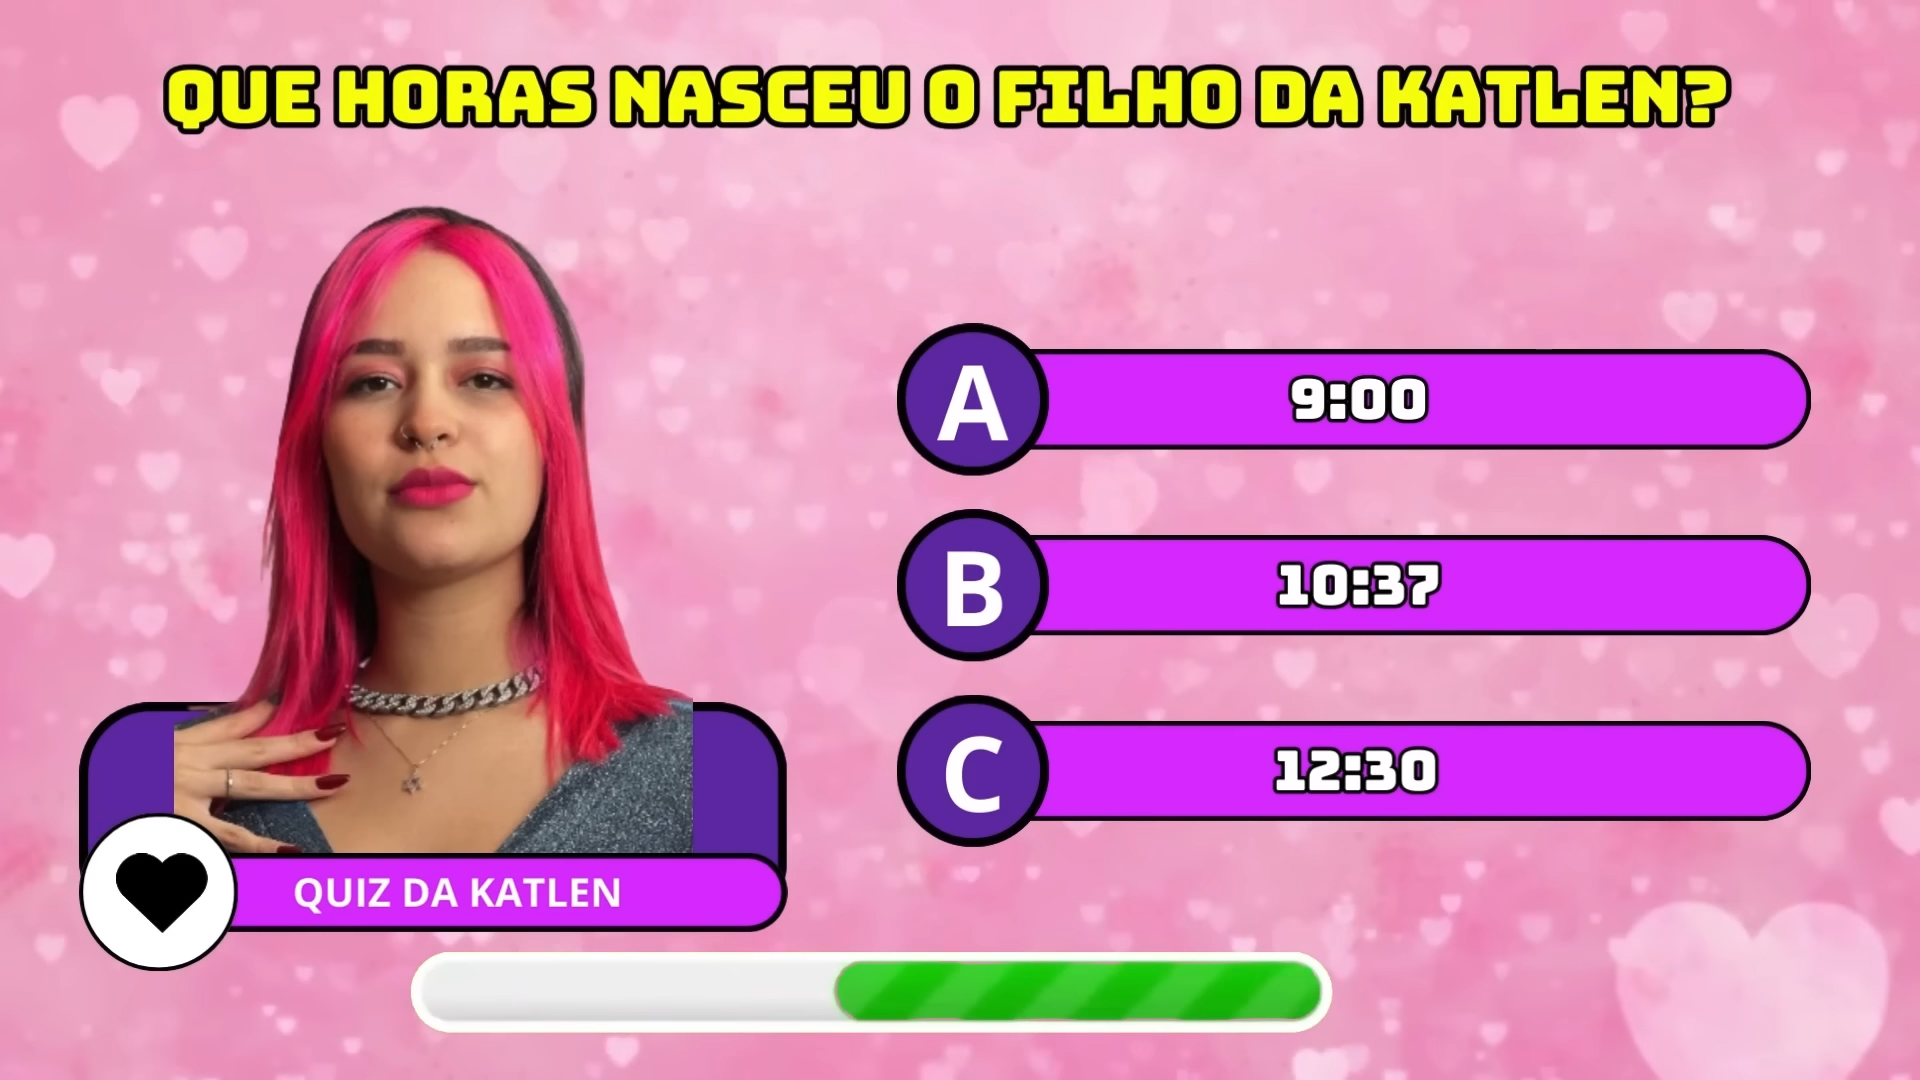 QUE HORAS NASCEU O FILHO DA KATLEN?
A
9:00
B
10:37
C
12:30
QUIZ DA KATLEN